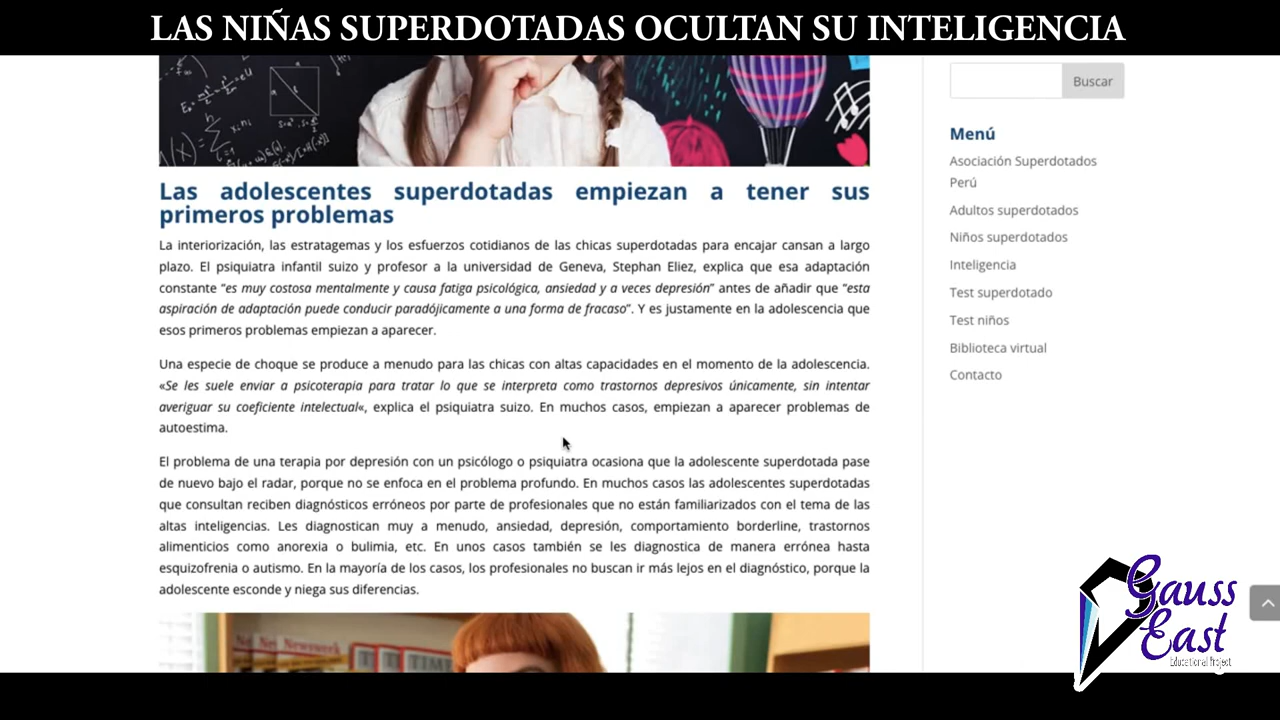 LAS NIÑAS SUPERDOTADAS OCULTAN SU INTELIGENCIA
Buscar
Menú
Asociación Superdotados
Perú
Adultos superdotados
Niños superdotados
Inteligencia
Test superdotado
Test niños
Biblioteca virtual
Contacto
Las adolescentes superdotadas empiezan a tener sus
primeros problemas
La interiorización, las estratagemas y los esfuerzos cotidianos de las chicas superdotadas para encajar cansan a largo
plazo. El psiquiatra infantil suizo y profesor a la universidad de Geneva, Stephan Eliez, explica que esa adaptación
constante “es muy costosa mentalmente y causa fatiga psicológica, ansiedad y a veces depresión” antes de añadir que “esta
aspiración de adaptación puede conducir paradójicamente a una forma de fracaso”. Y es justamente en la adolescencia que
esos primeros problemas empiezan a aparecer.
Una especie de choque se produce a menudo para las chicas con altas capacidades en el momento de la adolescencia.
«Se les suele enviar a psicoterapia para tratar lo que se interpreta como trastornos depresivos únicamente, sin intentar
averiguar su coeficiente intelectual«, explica el psiquiatra suizo. En muchos casos, empiezan a aparecer problemas de
autoestima.
El problema de una terapia por depresión con un psicólogo o psiquiatra ocasiona que la adolescente superdotada pase
de nuevo bajo el radar, porque no se enfoca en el problema profundo. En muchos casos las adolescentes superdotadas
que consultan reciben diagnósticos erróneos por parte de profesionales que no están familiarizados con el tema de las
altas inteligencias. Les diagnostican muy a menudo, ansiedad, depresión, comportamiento borderline, trastornos
alimenticios como anorexia o bulimia, etc. En unos casos también se les diagnostica de manera errónea hasta
esquizofrenia o autismo. En la mayoría de los casos, los profesionales no buscan ir más lejos en el diagnóstico, porque la
adolescente esconde y niega sus diferencias.
Gauss
East
Educational Project